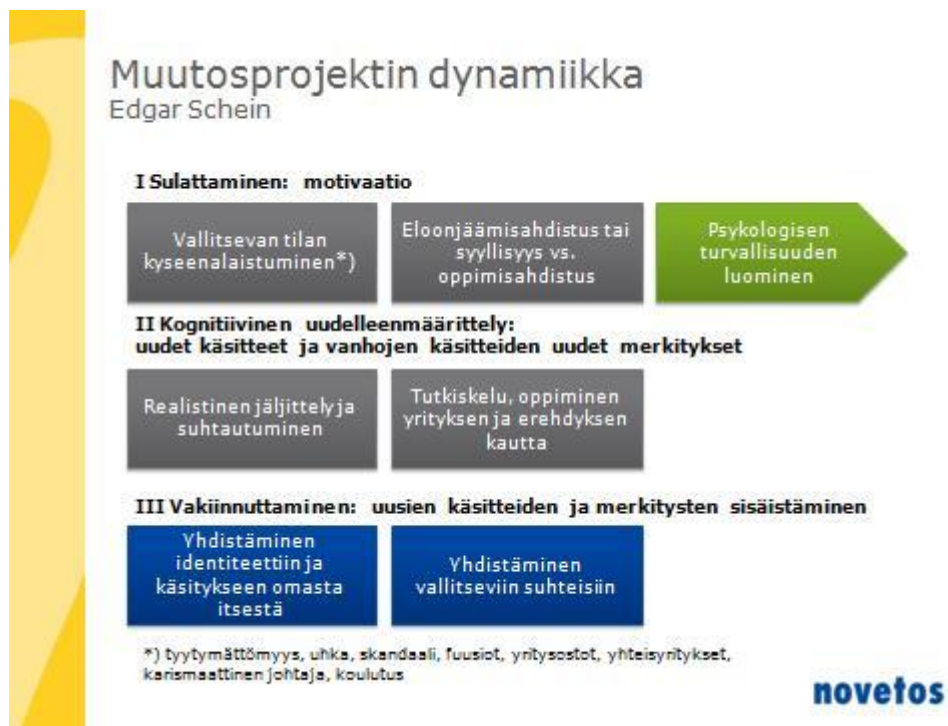 Muutosprojektin dynamiikka
Edgar Schein
I Sulattaminen: motivaatio
Vallitsevan tilan
kyseenalaistuminen*)
Eloonjäämisahdistus tai
syyllisyys vs.
oppimisahdistus
Psykologisen
turvallisuuden
luominen
II Kognitiivinen uudelleenmäärittely:
uudet käsitteet ja vanhojen käsitteiden uudet merkitykset
Realistinen jäljittely ja
suhtautuminen
Tutkiskelu, oppiminen
yrityksen ja erehdyksen
kautta
III Vakiinnuttaminen: uusien käsitteiden ja merkitysten sisäistäminen
Yhdistäminen
identiteettiin ja
käsitykseen omasta
itsestä
Yhdistäminen
vallitseviin suhteisiin
*) tyytymättömyys, uhka, skandaali, fuusiot, yritysostot, yhteisyritykset,
karismaattinen johtaja, koulutus
novetos